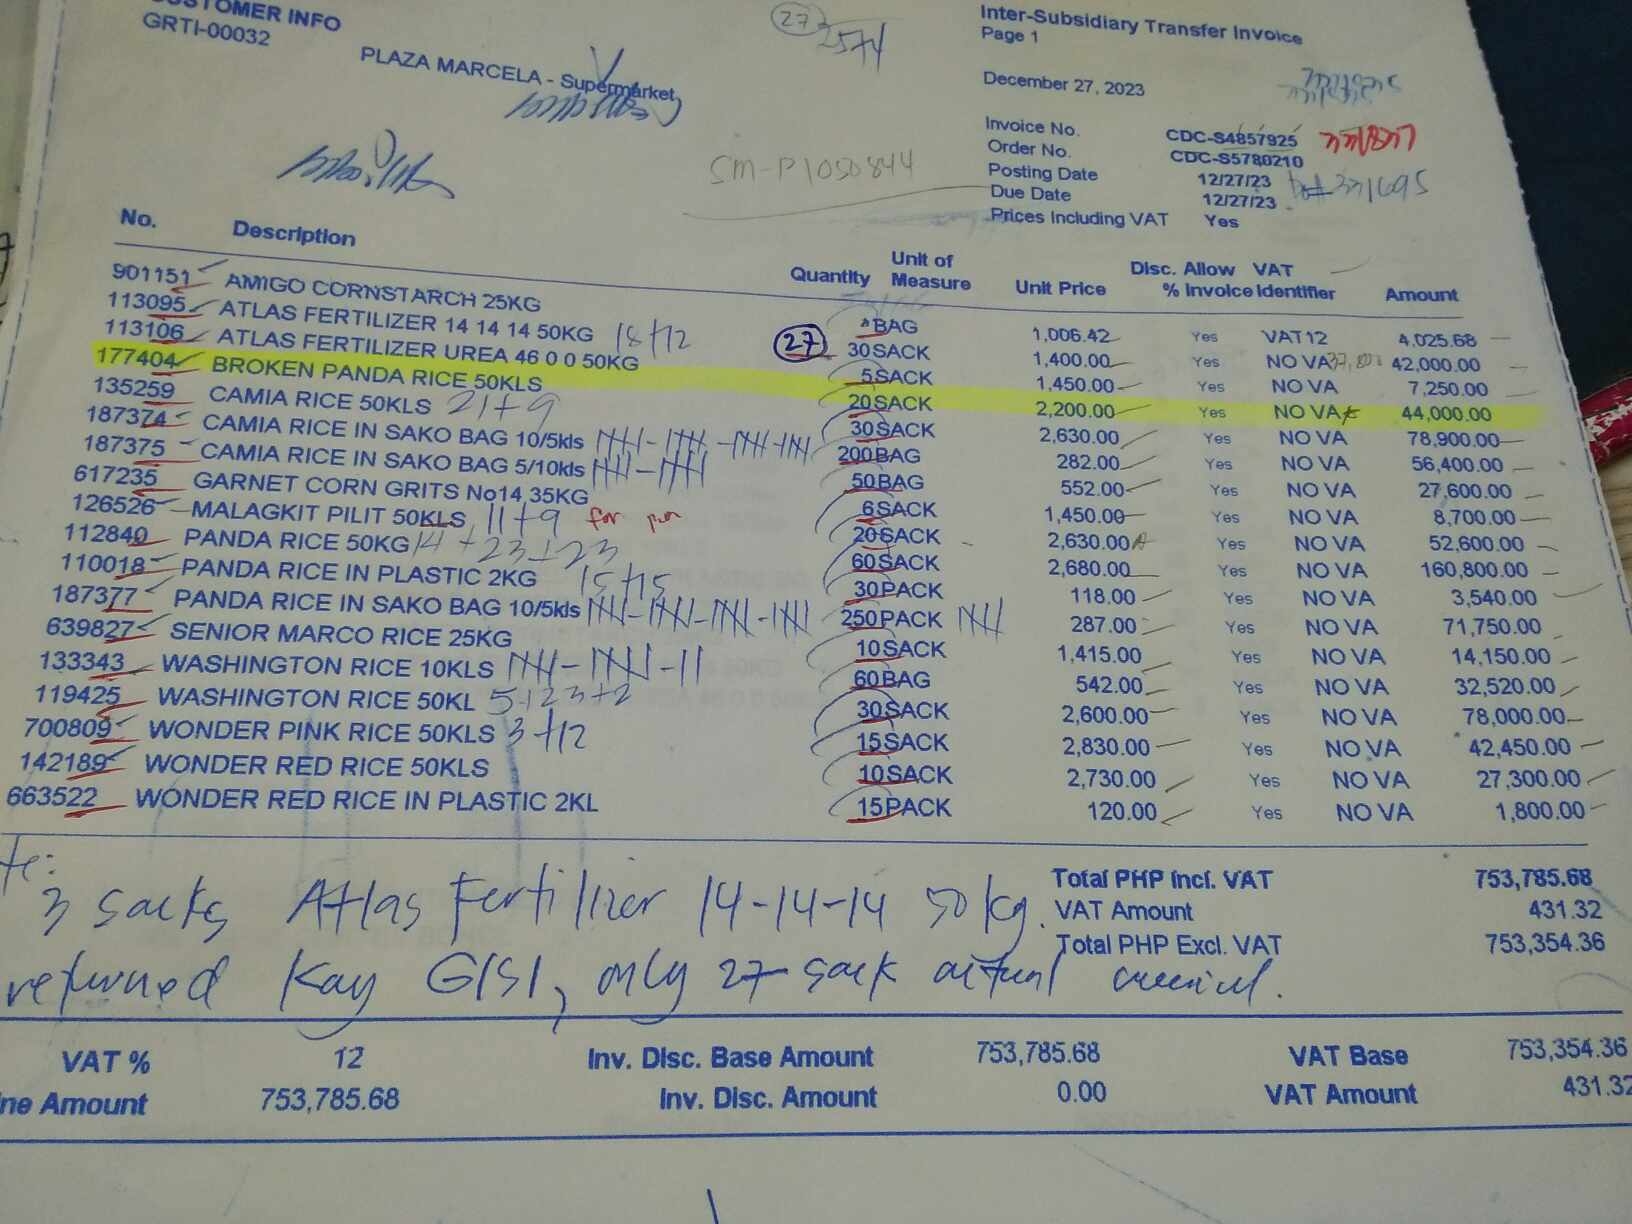 CUSTOMER INFO
GRTI-00032
PLAZA MARCELA - Supermarket
27
2574
SM-P1050844
Inter-Subsidiary Transfer Invoice
Page 1
December 27, 2023
Invoice No. CDC-S4857925
Order No. CDC-S5780210
Posting Date 12/27/23
Due Date 12/27/23
Prices Including VAT Yes
No. Description Quantity Unit of Measure Unit Price Disc. % Allow Invoice VAT Identifier Amount
901151 AMIGO CORNSTARCH 25KG BAG 1,006.42 Yes VAT12 4,025.68
113095 ATLAS FERTILIZER 14 14 14 50KG 15+12 27 30 SACK 1,400.00 Yes NO VA 42,000.00
113106 ATLAS FERTILIZER UREA 46 0 0 50KG 5 SACK 1,450.00 Yes NO VA 7,250.00
177404 BROKEN PANDA RICE 50KLS 20 SACK 2,200.00 Yes NO VA 44,000.00
135259 CAMIA RICE 50KLS 21+9 30 SACK 2,630.00 Yes NO VA 78,900.00
187374 CAMIA RICE IN SAKO BAG 10/5kls 200 BAG 282.00 Yes NO VA 56,400.00
187375 CAMIA RICE IN SAKO BAG 5/10kls 50 BAG 552.00 Yes NO VA 27,600.00
617235 GARNET CORN GRITS No14 35KG 6 SACK 1,450.00 Yes NO VA 8,700.00
126526 MALAGKIT PILIT 50KLS 11+9 for 20 SACK 2,630.00 Yes NO VA 52,600.00
112840 PANDA RICE 50KG 14+23+23 60 SACK 2,680.00 Yes NO VA 160,800.00
110018 PANDA RICE IN PLASTIC 2KG 15+15 30 PACK 118.00 Yes NO VA 3,540.00
187377 PANDA RICE IN SAKO BAG 10/5kls 250 PACK 287.00 Yes NO VA 71,750.00
639827 SENIOR MARCO RICE 25KG 10 SACK 1,415.00 Yes NO VA 14,150.00
133343 WASHINGTON RICE 10KLS 60 BAG 542.00 Yes NO VA 32,520.00
119425 WASHINGTON RICE 50KL 5+23+2 30 SACK 2,600.00 Yes NO VA 78,000.00
700809 WONDER PINK RICE 50KLS 3+12 15 SACK 2,830.00 Yes NO VA 42,450.00
142189 WONDER RED RICE 50KLS 10 SACK 2,730.00 Yes NO VA 27,300.00
663522 WONDER RED RICE IN PLASTIC 2KL 15 PACK 120.00 Yes NO VA 1,800.00
te:
3 sacks Atlas Fertilizer 14-14-14 50 kg.
returned kay GISI, only 27 sack actual received.
Total PHP Incl. VAT 753,785.68
VAT Amount 431.32
Total PHP Excl. VAT 753,354.36
VAT % 12 Inv. Disc. Base Amount 753,785.68 VAT Base 753,354.36
ne Amount 753,785.68 Inv. Disc. Amount 0.00 VAT Amount 431.32